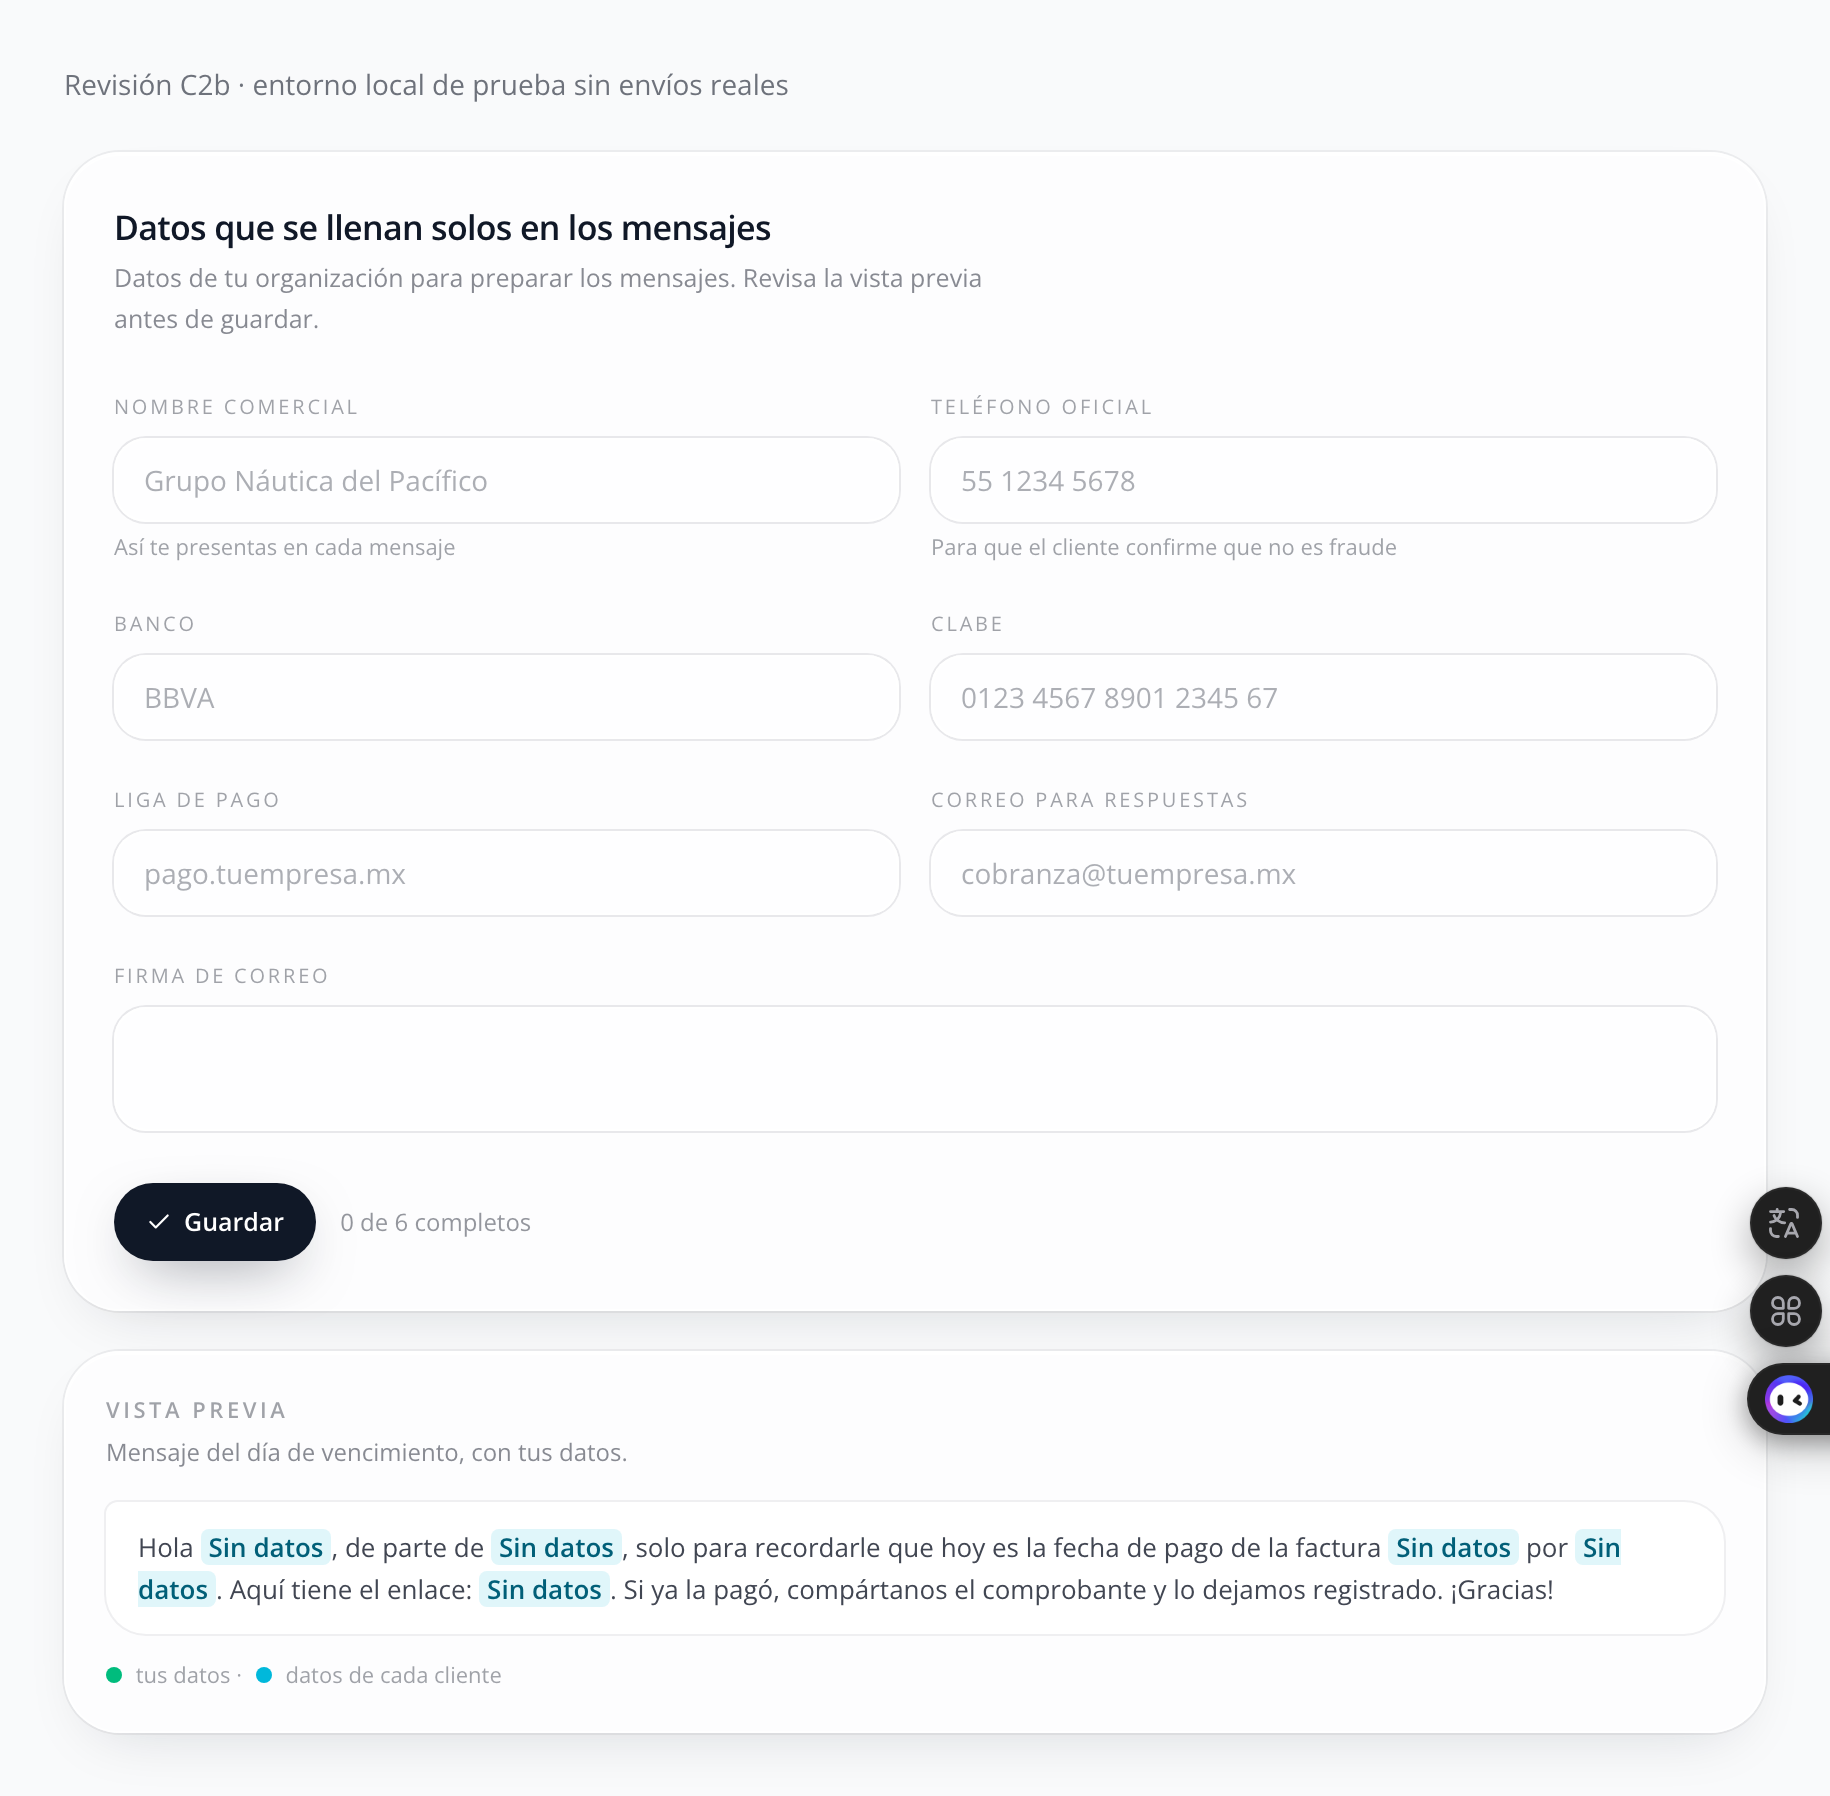 Revisión C2b · entorno local de prueba sin envíos reales
Datos que se llenan solos en los mensajes
Datos de tu organización para preparar los mensajes. Revisa la vista previa
antes de guardar.
NOMBRE COMERCIAL
Grupo Náutica del Pacífico
Así te presentas en cada mensaje
TELÉFONO OFICIAL
55 1234 5678
Para que el cliente confirme que no es fraude
BANCO
BBVA
CLABE
0123 4567 8901 2345 67
LIGA DE PAGO
pago.tuempresa.mx
CORREO PARA RESPUESTAS
cobranza@tuempresa.mx
FIRMA DE CORREO
Guardar
0 de 6 completos
VISTA PREVIA
Mensaje del día de vencimiento, con tus datos.
Hola Sin datos, de parte de Sin datos, solo para recordarle que hoy es la fecha de pago de la factura Sin datos por Sin
datos. Aquí tiene el enlace: Sin datos. Si ya la pagó, compártanos el comprobante y lo dejamos registrado. ¡Gracias!
tus datos · datos de cada cliente